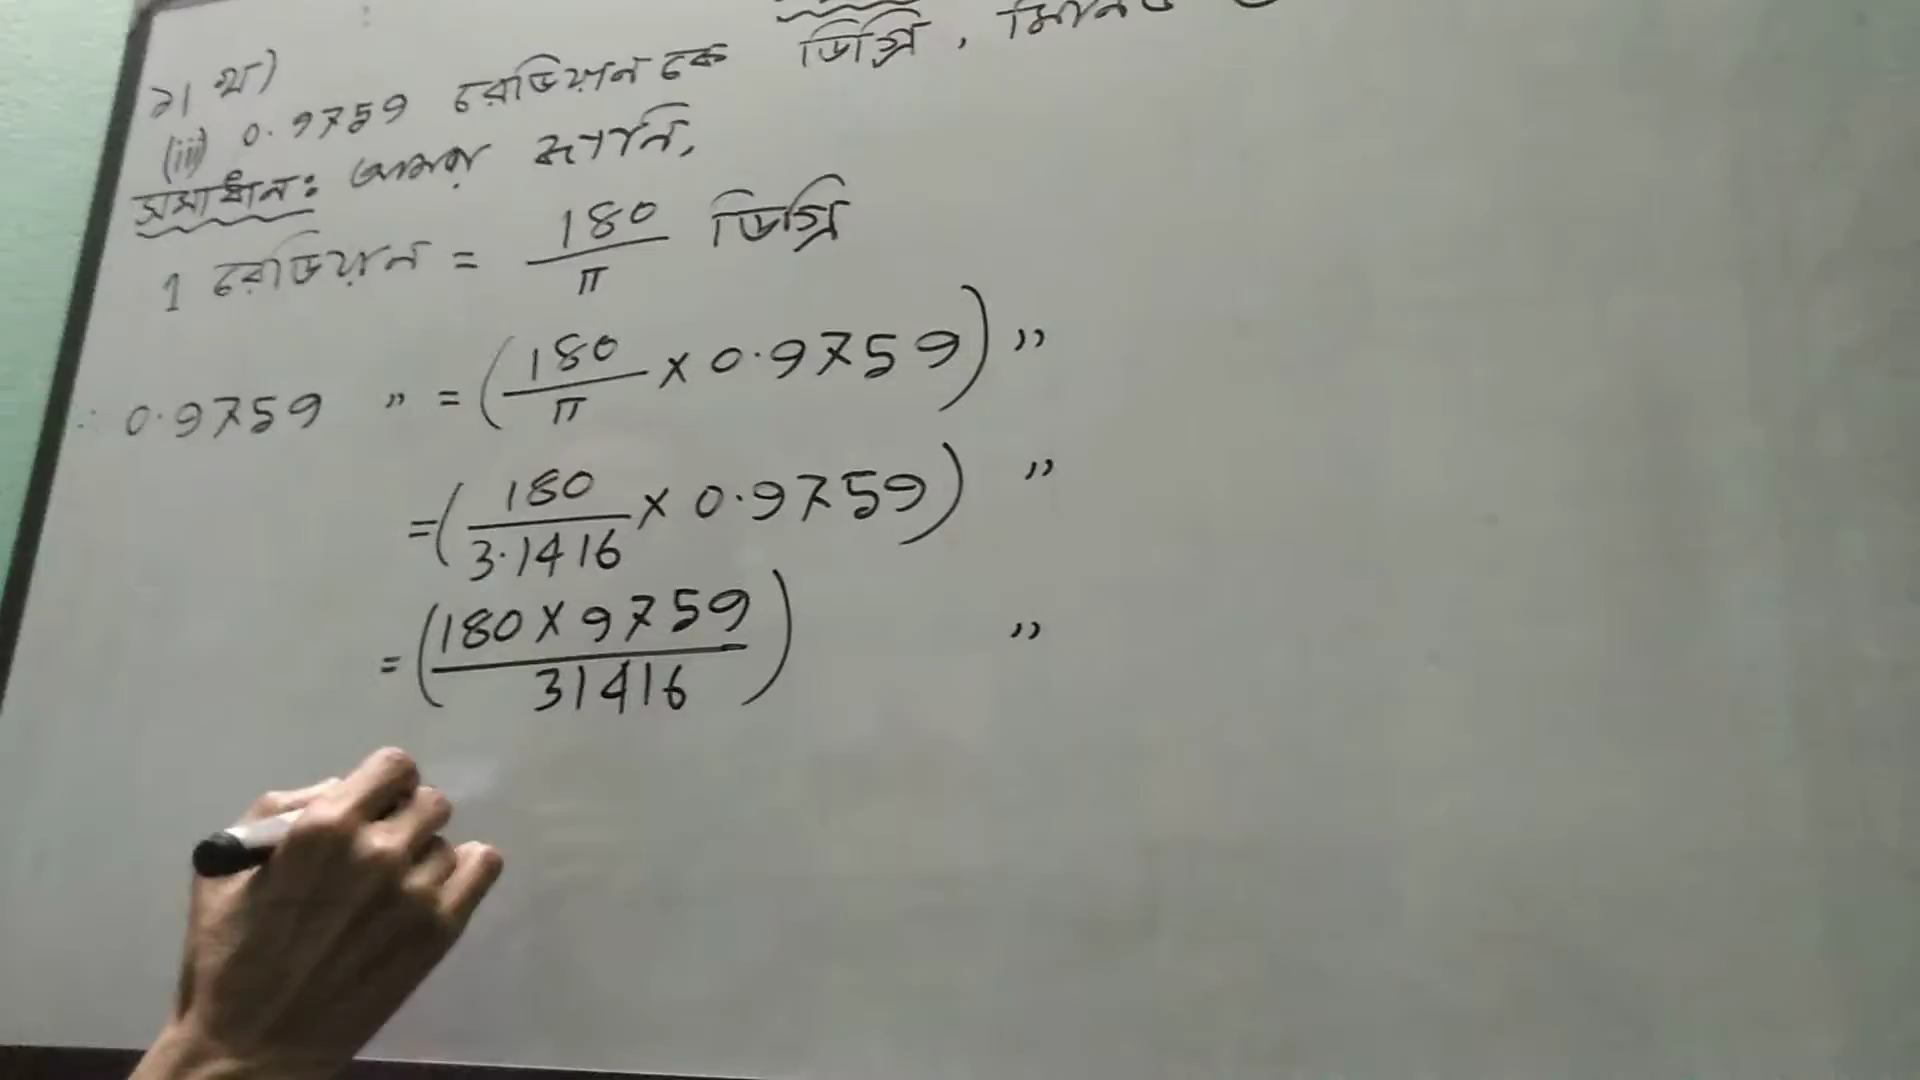 ১। খ)
(iii) 0.9759 রেডিয়ানকে ডিগ্রি, মিনিট
সমাধান: আমরা জানি,
1 রেডিয়ান = 180/π ডিগ্রি
∴ 0.9759 " = (180/π × 0.9759) "
= (180/3.1416 × 0.9759) "
= (180 × 9759/31416) "